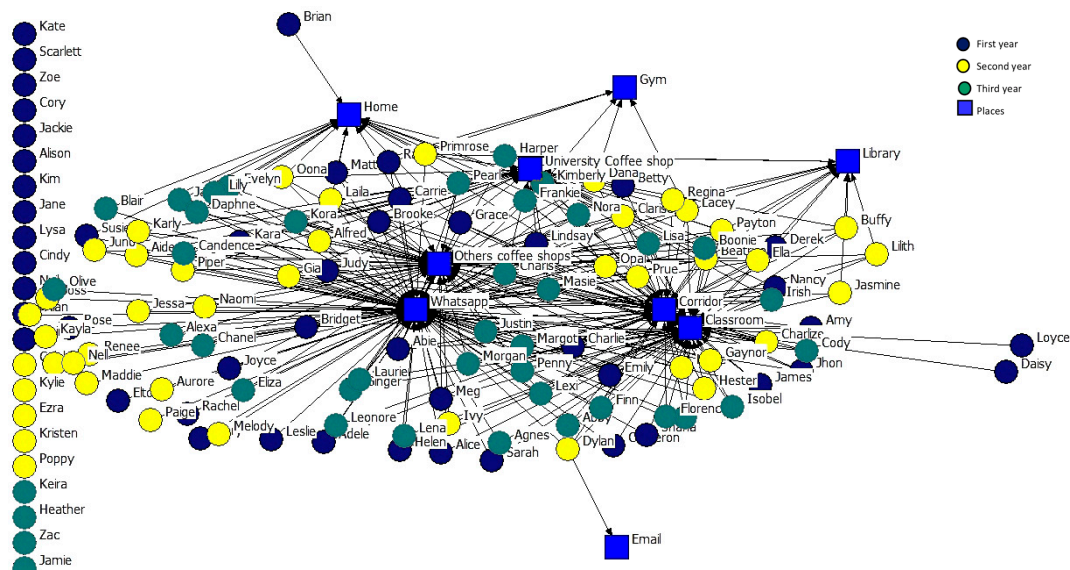 Kate
Scarlett
Zoe
Cory
Jackie
Alison
Kim
Jane
Lysa
Cindy
Olive
Kayla
Kylie
Ezra
Kristen
Poppy
Keira
Heather
Zac
Jamie
Brian
Home
Gym
First year
Second year
Third year
Places
Primrose
Harper
University Coffee shop
Library
Oona
Matt
Pearl
Kimberly
Dana
Betty
Evelyn
Lilly
Blair
Daphne
Laila
Carrie
Frankie
Nora
Regina
Lacey
Kora
Brooke
Grace
Payton
Buffy
Karly
Kara
Alfred
Lindsay
Lisa
Boonie
Derek
Ella
Lilith
Candence
Piper
Gia
Judy
Others coffee shops
Charis
Opal
Prue
Masie
Nancy
Irish
Jasmine
Jessa
Naomi
Whatsapp
Corridor
Classroom
Rose
Alexa
Chanel
Bridget
Abie
Justin
Margot
Charlie
Amy
Charlize
Cody
Loyce
Renee
Nell
Maddie
Joyce
Morgan
Penny
Emily
Gaynor
Jhon
Daisy
Aurore
Eliza
Laurie
Meg
Lexi
Hester
James
Isobel
Paige
Rachel
Finn
Melody
Leslie
Leonore
Adele
Lena
Helen
Ivy
Alice
Agnes
Sarah
Abby
Dylan
Email